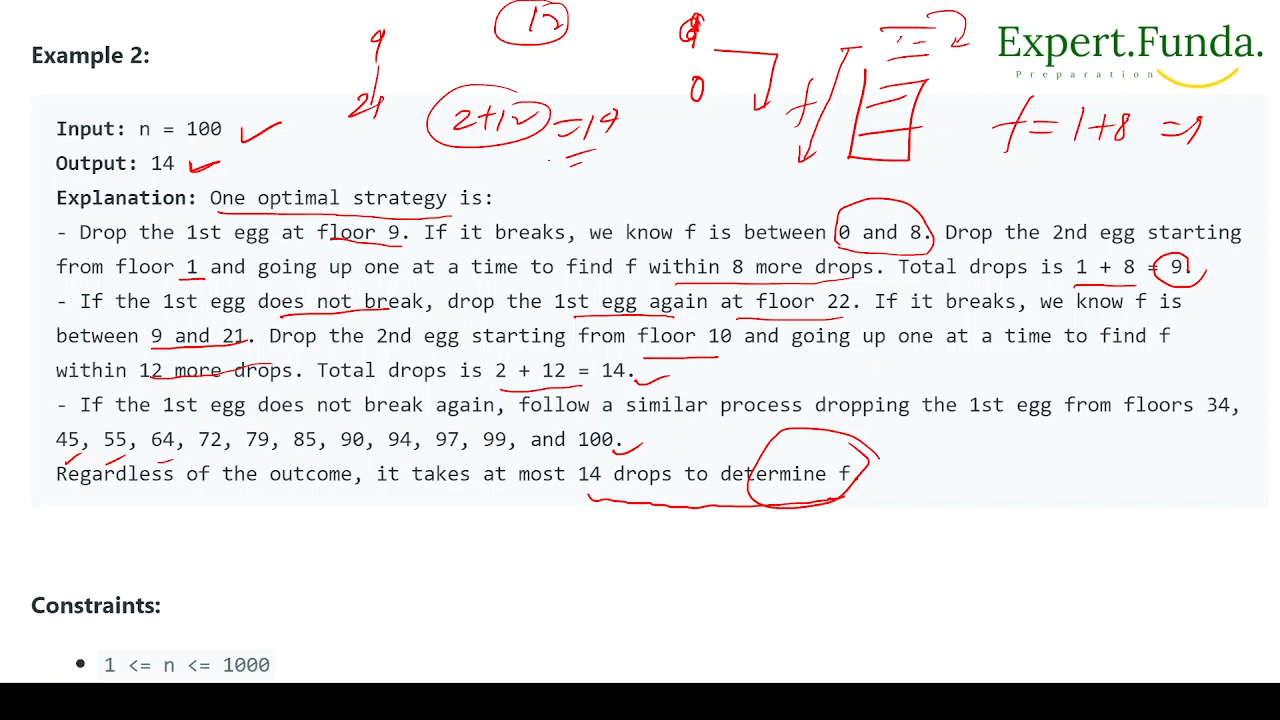 12
9
24
2+12 = 14
0
f
Expert.Funda.
Preparation
f = 1+8 = 9
Example 2:
Input: n = 100
Output: 14
Explanation: One optimal strategy is:
- Drop the 1st egg at floor 9. If it breaks, we know f is between 0 and 8. Drop the 2nd egg starting
from floor 1 and going up one at a time to find f within 8 more drops. Total drops is 1 + 8 = 9.
- If the 1st egg does not break, drop the 1st egg again at floor 22. If it breaks, we know f is
between 9 and 21. Drop the 2nd egg starting from floor 10 and going up one at a time to find f
within 12 more drops. Total drops is 2 + 12 = 14.
- If the 1st egg does not break again, follow a similar process dropping the 1st egg from floors 34,
45, 55, 64, 72, 79, 85, 90, 94, 97, 99, and 100.
Regardless of the outcome, it takes at most 14 drops to determine f.
Constraints:
1 <= n <= 1000